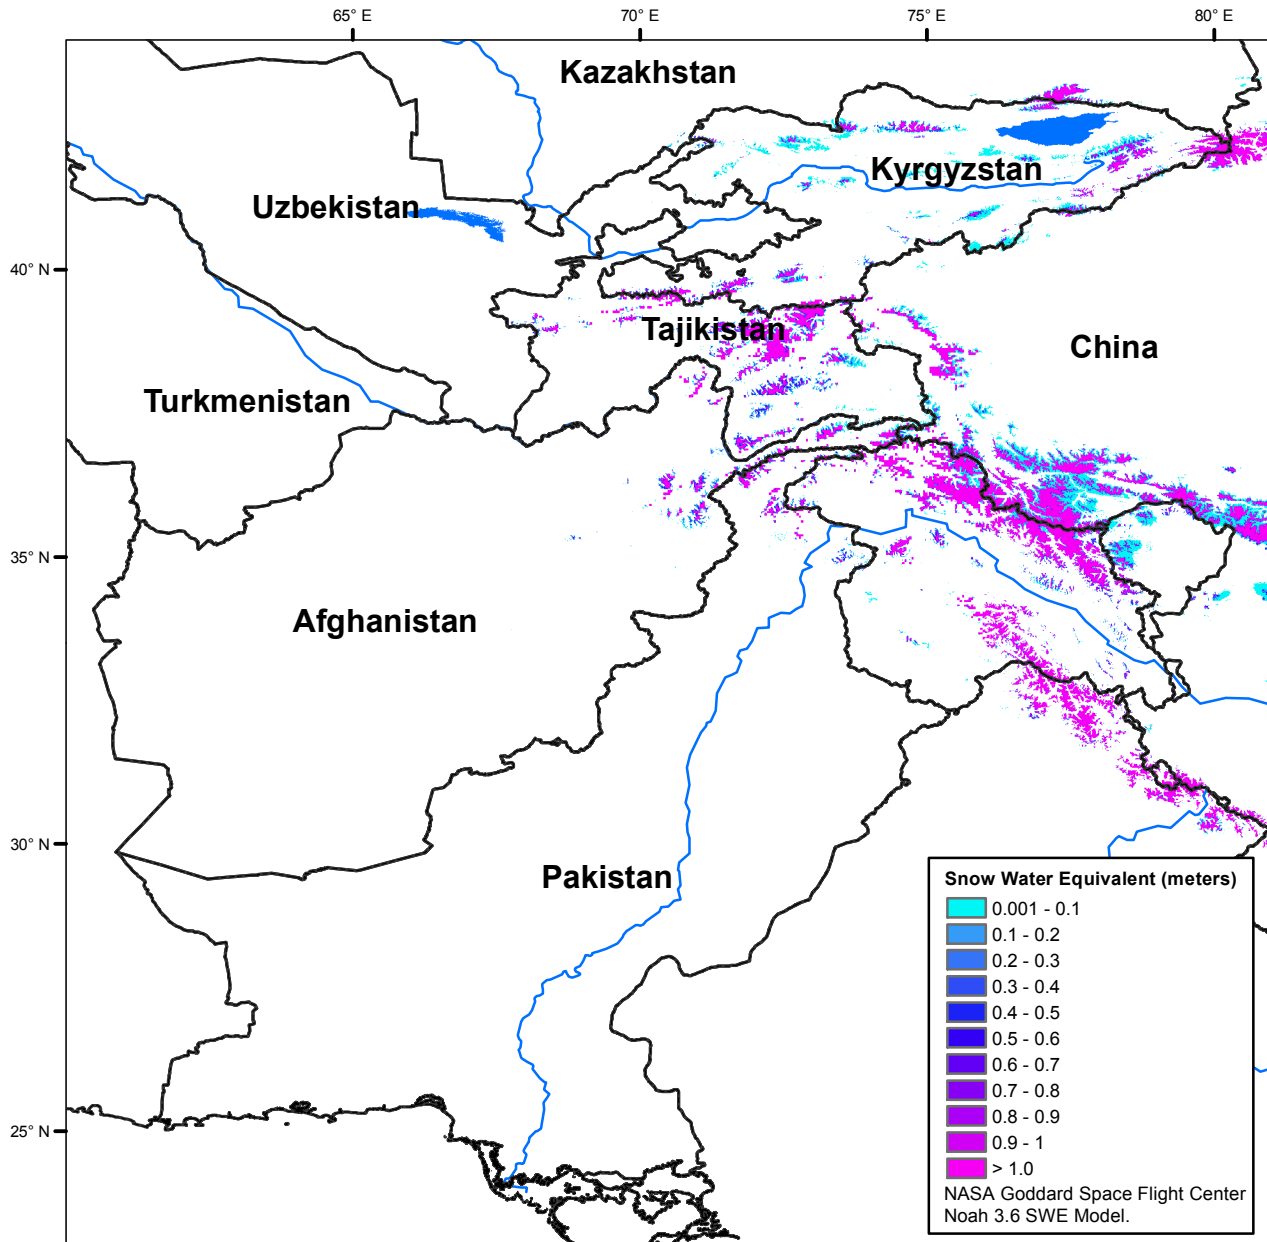 65° E
70° E
75° E
80° E
Kazakhstan
Kyrgyzstan
Uzbekistan
40° N
Tajikistan
China
Turkmenistan
35° N
Afghanistan
30° N
Pakistan
25° N
Snow Water Equivalent (meters)
0.001 - 0.1
0.1 - 0.2
0.2 - 0.3
0.3 - 0.4
0.4 - 0.5
0.5 - 0.6
0.6 - 0.7
0.7 - 0.8
0.8 - 0.9
0.9 - 1
> 1.0
NASA Goddard Space Flight Center
Noah 3.6 SWE Model.